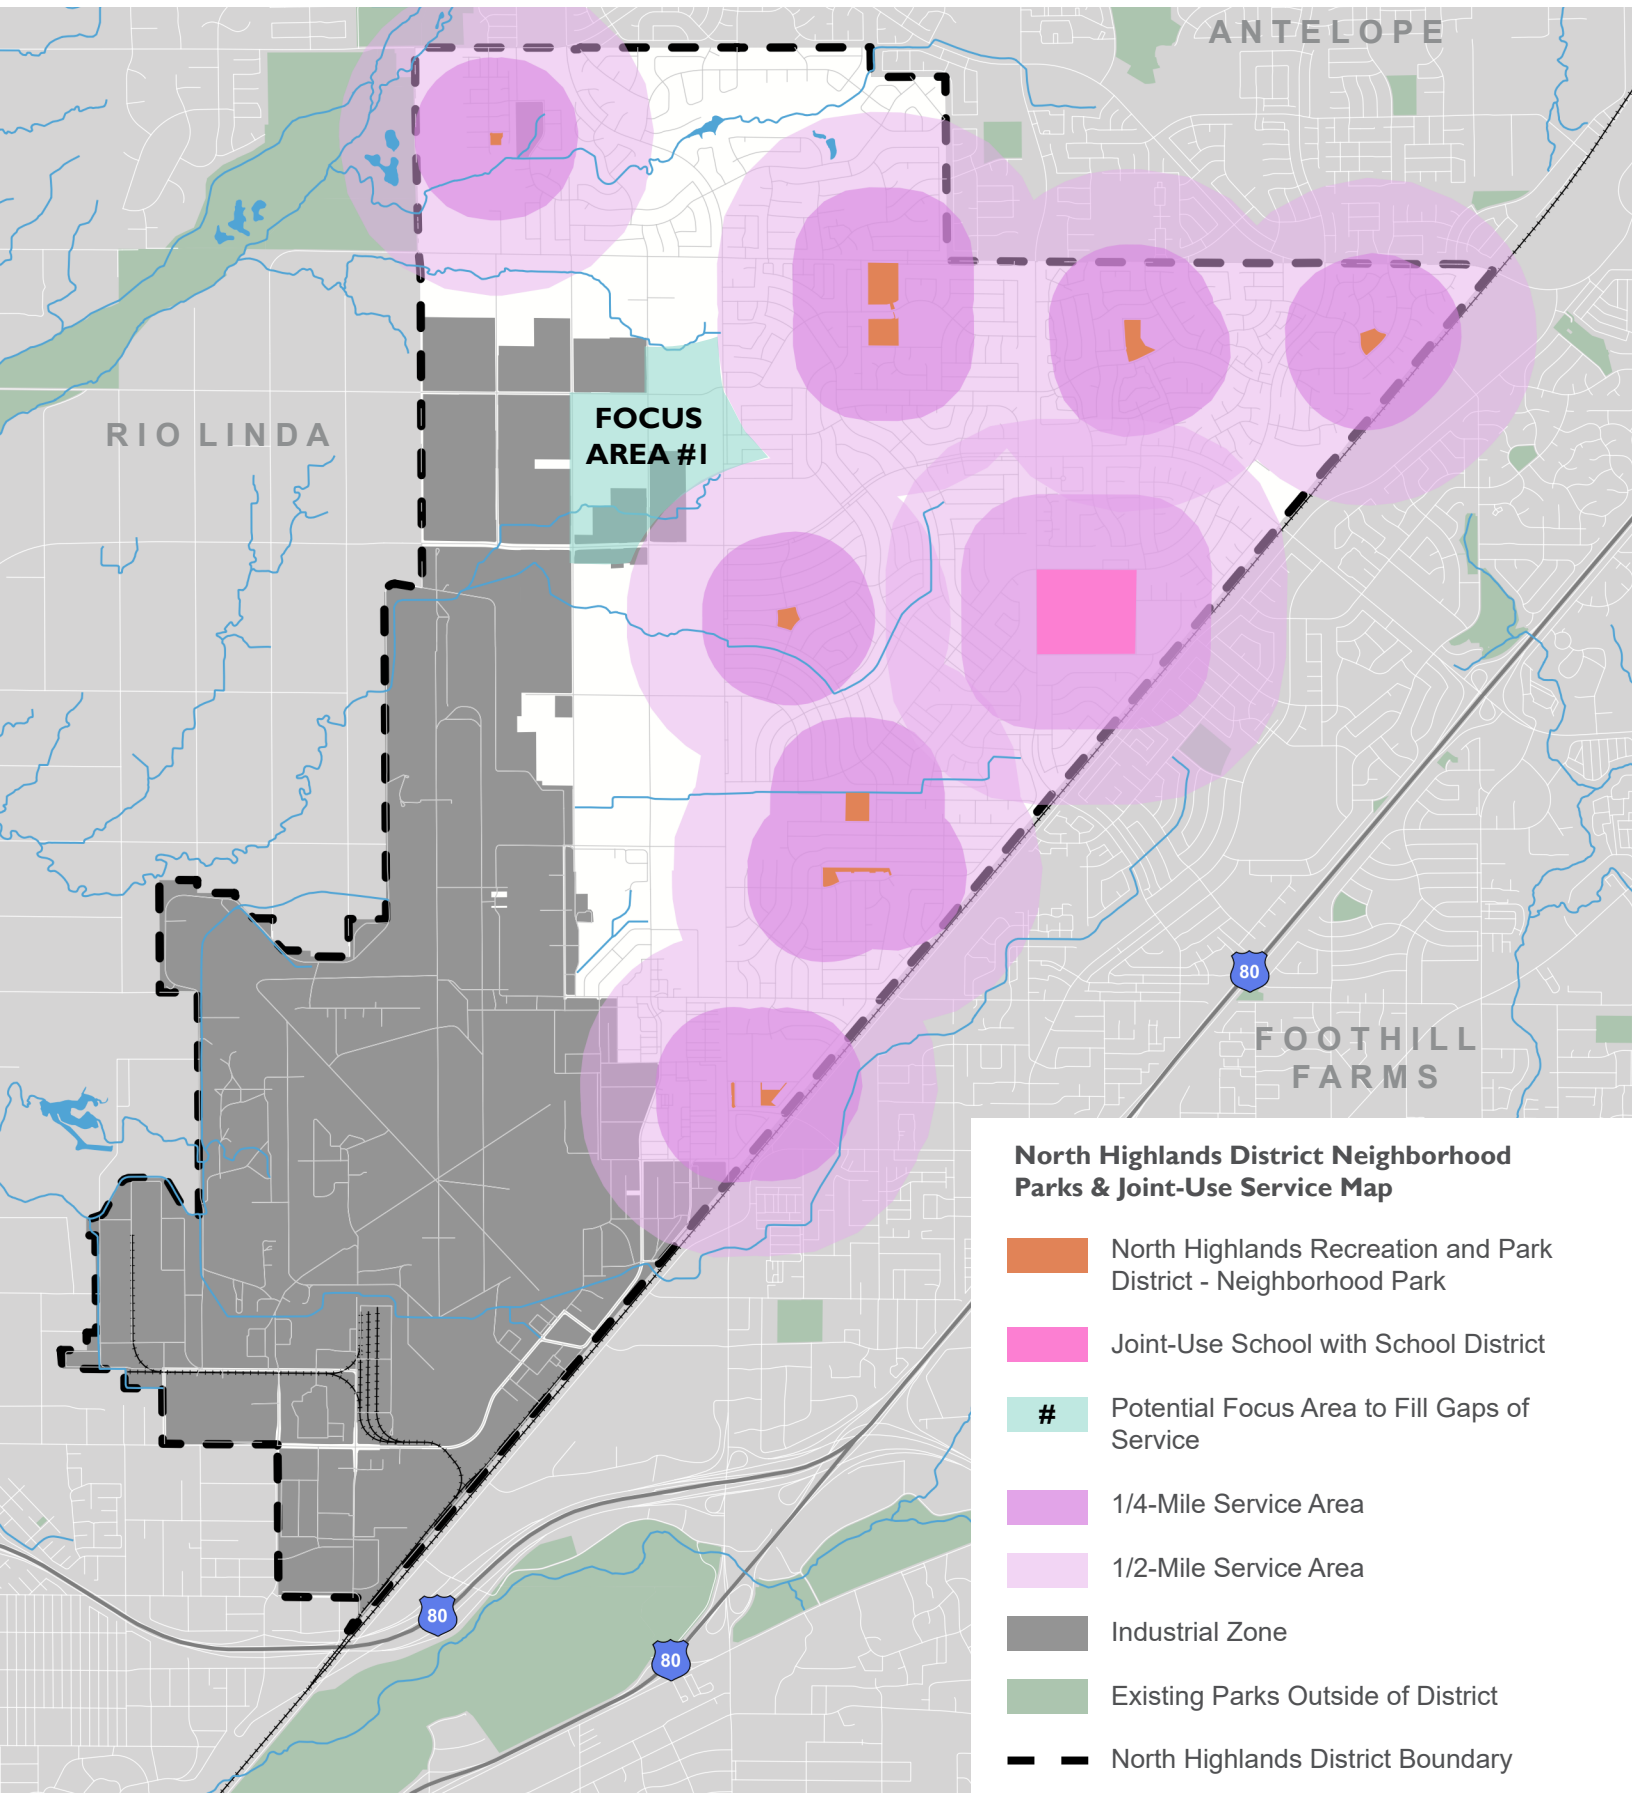 ANTELOPE
RIO LINDA
FOCUS
AREA #1
80
FOOTHILL
FARMS
80
80
North Highlands District Neighborhood
Parks & Joint-Use Service Map
North Highlands Recreation and Park
District - Neighborhood Park
Joint-Use School with School District
#
Potential Focus Area to Fill Gaps of
Service
1/4-Mile Service Area
1/2-Mile Service Area
Industrial Zone
Existing Parks Outside of District
North Highlands District Boundary